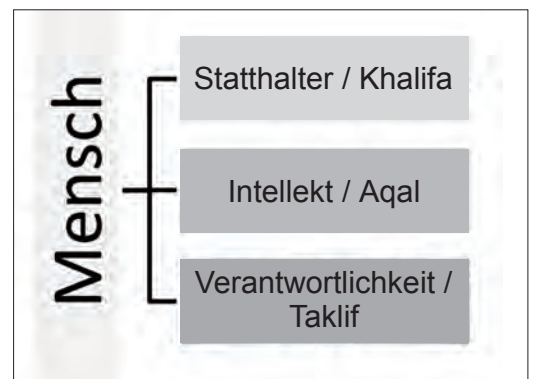 Mensch
Statthalter / Khalifa
Intellekt / Aqal
Verantwortlichkeit /
Taklif